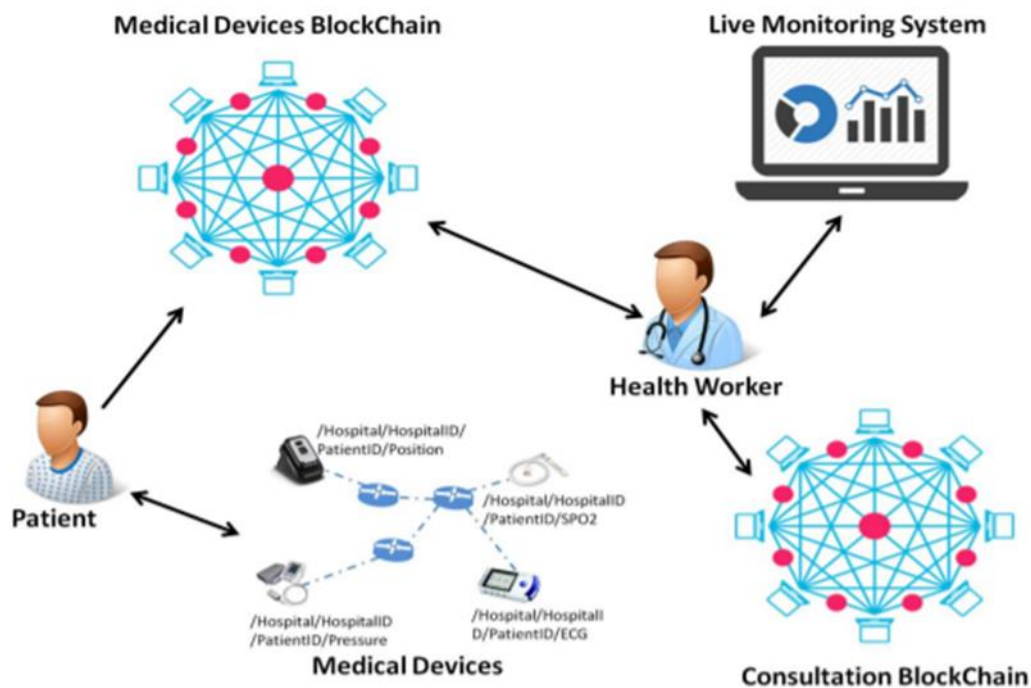 Medical Devices BlockChain
Live Monitoring System
Health Worker
/Hospital/HospitalID/
PatientID/Position
/Hospital/HospitalID
/PatientID/SPO2
Patient
/Hospital/HospitalID
/PatientID/Pressure
/Hospital/HospitalI
D/PatientID/ECG
Medical Devices
Consultation BlockChain